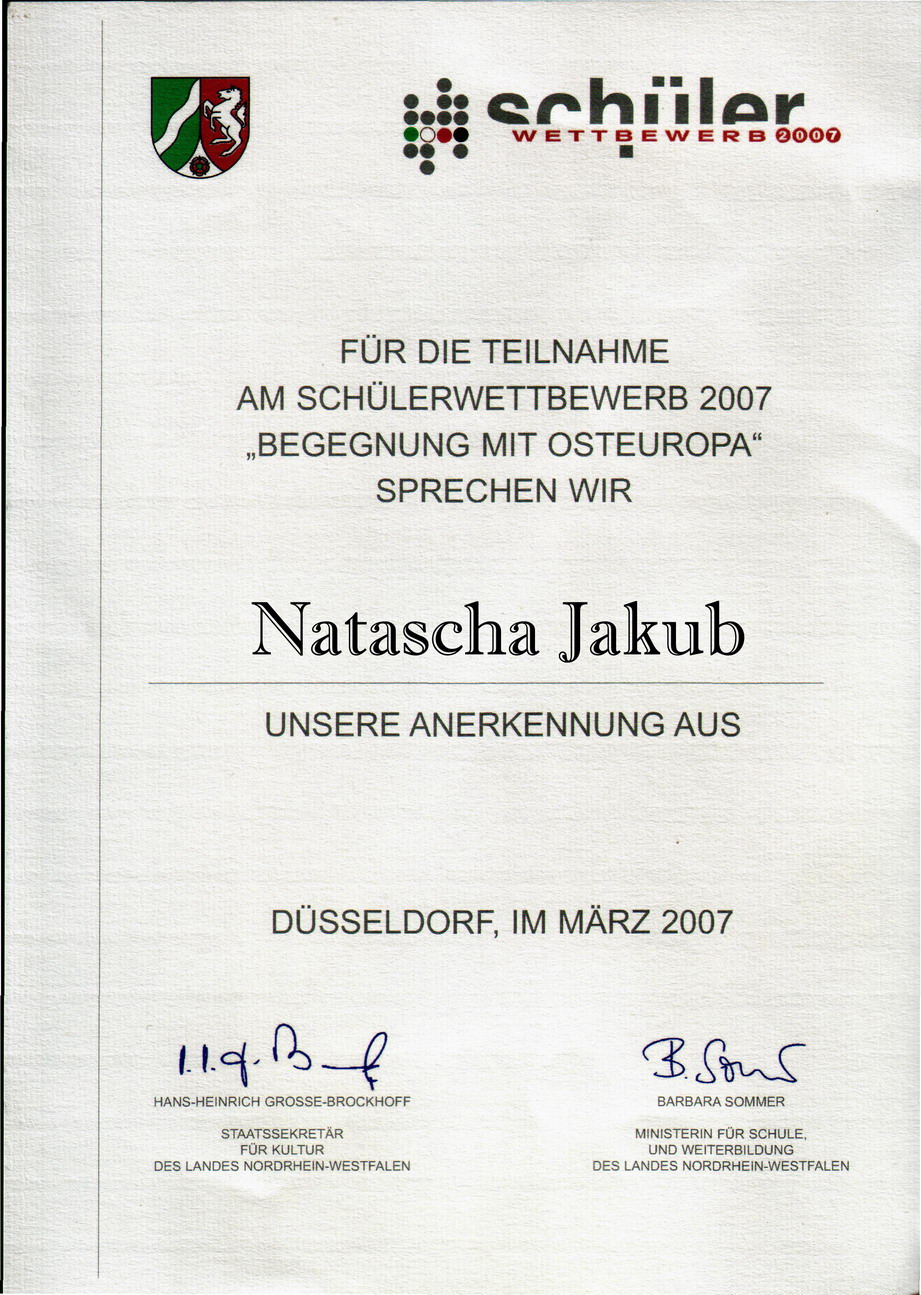 schüler
WETTBEWERB 2007
FÜR DIE TEILNAHME
AM SCHÜLERWETTBEWERB 2007
„BEGEGNUNG MIT OSTEUROPA“
SPRECHEN WIR
Natascha Jakub
UNSERE ANERKENNUNG AUS
DÜSSELDORF, IM MÄRZ 2007
HANS-HEINRICH GROSSE-BROCKHOFF
STAATSSEKRETÄR
FÜR KULTUR
DES LANDES NORDRHEIN-WESTFALEN
B. Sommer
BARBARA SOMMER
MINISTERIN FÜR SCHULE,
UND WEITERBILDUNG
DES LANDES NORDRHEIN-WESTFALEN